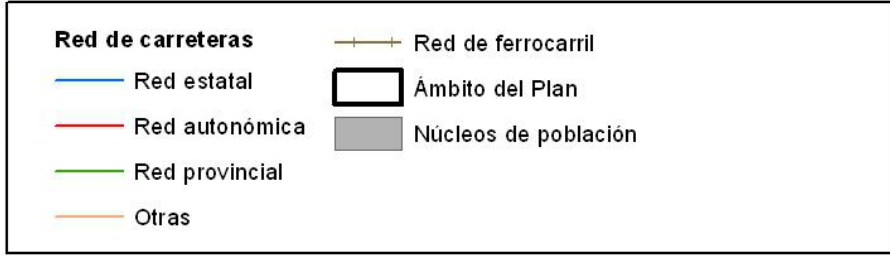 Red de carreteras
Red estatal
Red autonómica
Red provincial
Otras
Red de ferrocarril
Ámbito del Plan
Núcleos de población